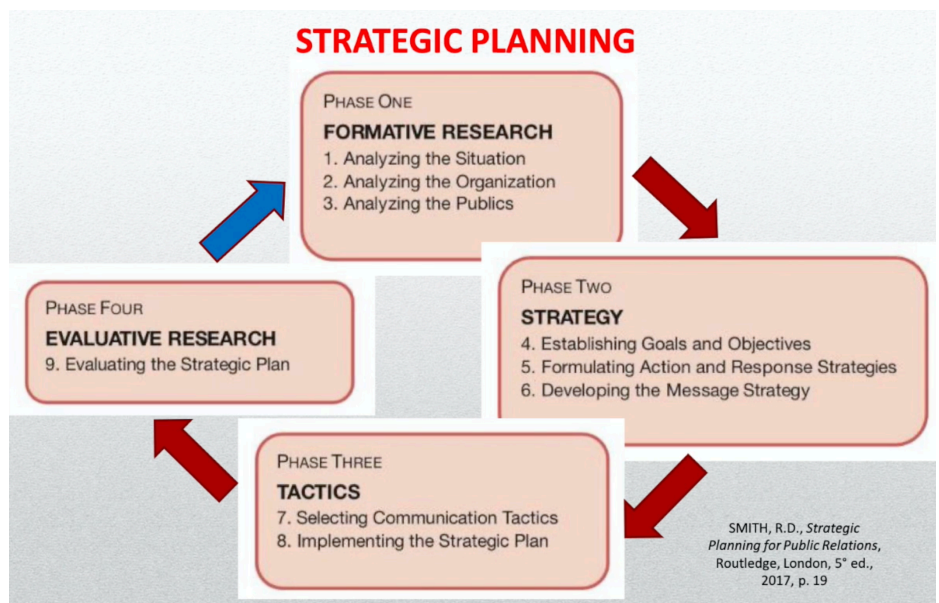 STRATEGIC PLANNING
PHASE ONE
FORMATIVE RESEARCH
1. Analyzing the Situation
2. Analyzing the Organization
3. Analyzing the Publics
PHASE TWO
STRATEGY
4. Establishing Goals and Objectives
5. Formulating Action and Response Strategies
6. Developing the Message Strategy
PHASE THREE
TACTICS
7. Selecting Communication Tactics
8. Implementing the Strategic Plan
PHASE FOUR
EVALUATIVE RESEARCH
9. Evaluating the Strategic Plan
SMITH, R.D., Strategic
Planning for Public Relations,
Routledge, London, 5° ed.,
2017, p. 19